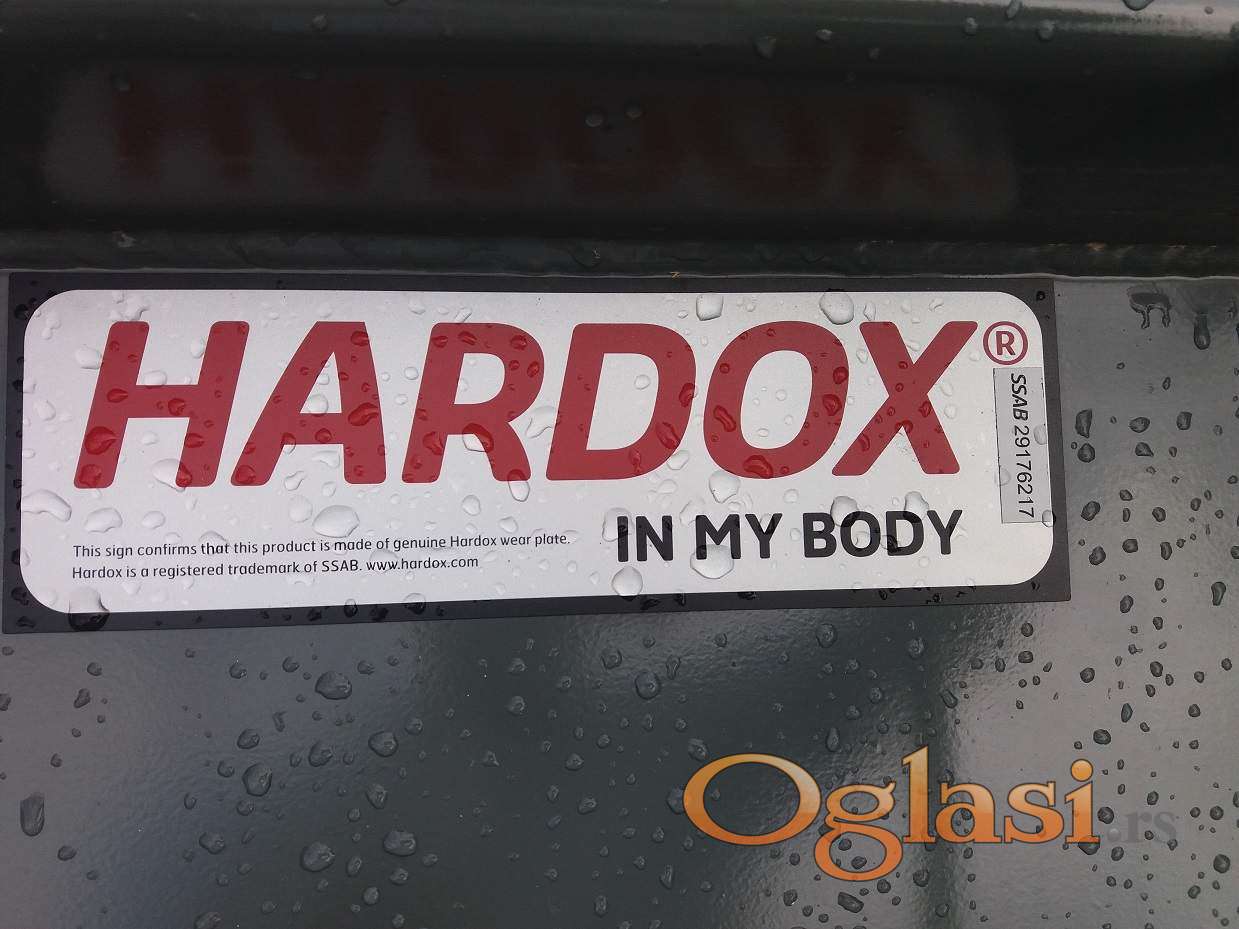 HARDOX®
SSAB 29176217
IN MY BODY
This sign confirms that this product is made of genuine Hardox wear plate.
Hardox is a registered trademark of SSAB. www.hardox.com
Oglasi.rs